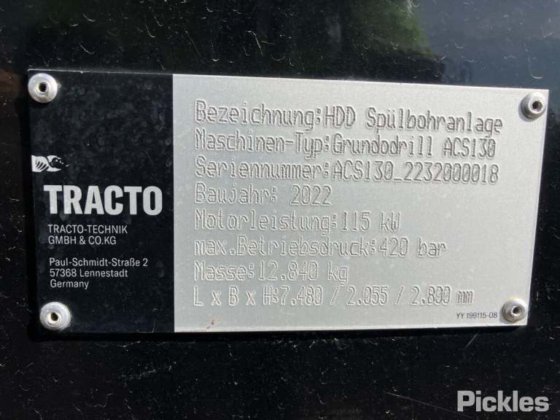 Bezeichnung:HDD Spülbohranlage
Maschinen-Typ:Grundodrill ACS130
Seriennummer:ACS130_2232000018
Baujahr: 2022
Motorleistung:115 kW
max.Betriebsdruck:420 bar
Masse:12.840 kg
L x B x H:7.480 / 2.055 / 2.800 mm
TRACTO
TRACTO-TECHNIK
GMBH & CO.KG
Paul-Schmidt-Straße 2
57368 Lennestadt
Germany
YY 199115-08
Pickles